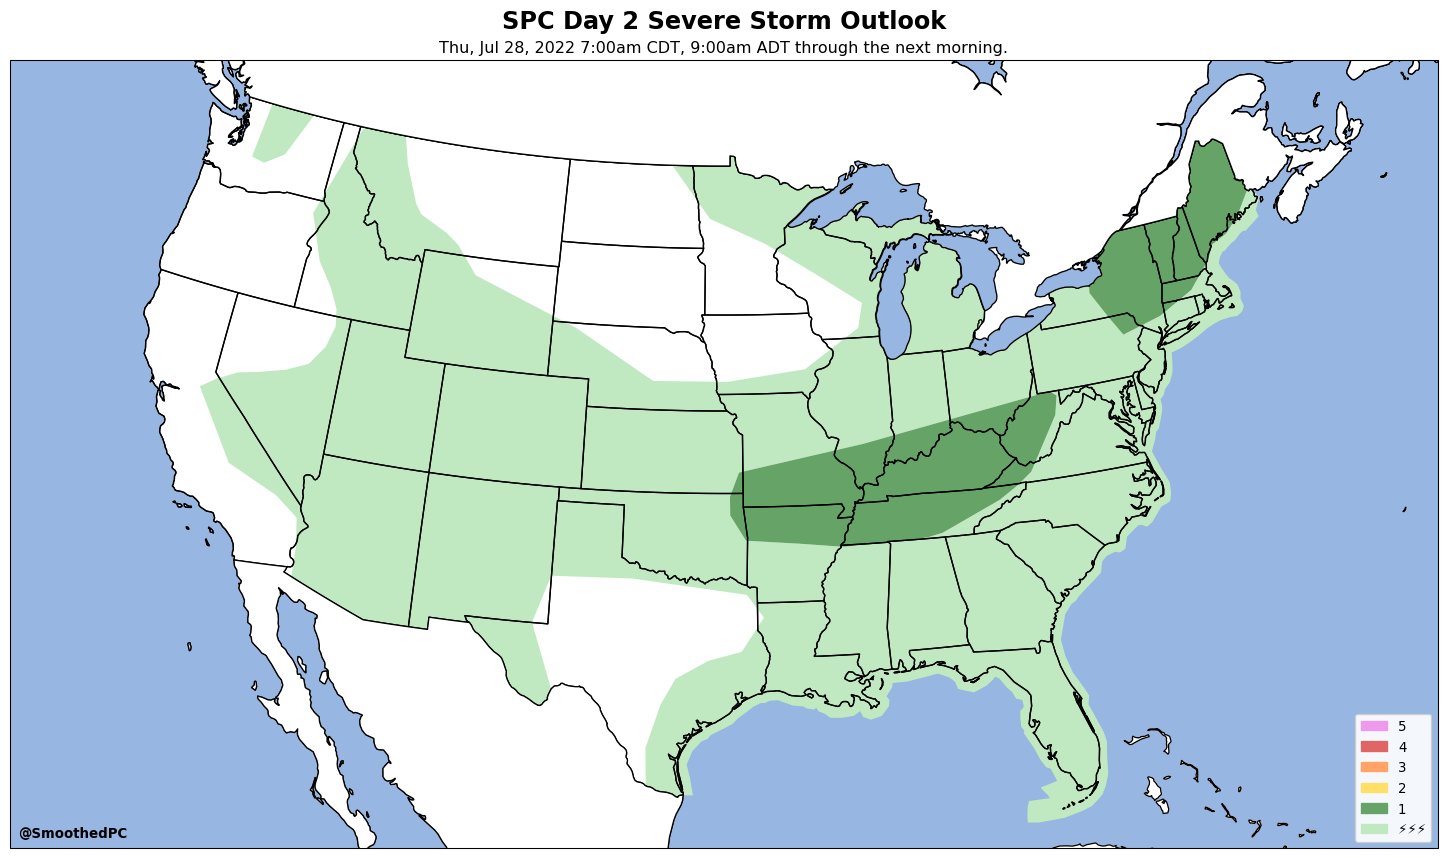 SPC Day 2 Severe Storm Outlook
Thu, Jul 28, 2022 7:00am CDT, 9:00am ADT through the next morning.
5
4
3
2
1
⚡⚡⚡
@SmoothedPC